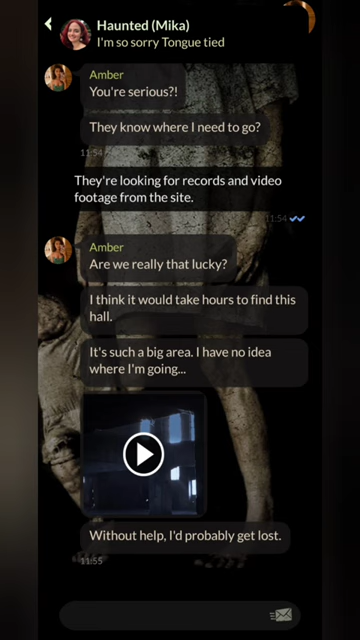 Haunted (Mika)
I'm so sorry Tongue tied
Amber
You're serious?!
They know where I need to go?
11:54
They're looking for records and video
footage from the site.
11:54
Amber
Are we really that lucky?
I think it would take hours to find this
hall.
It's such a big area. I have no idea
where I'm going...
Without help, I'd probably get lost.
11:55